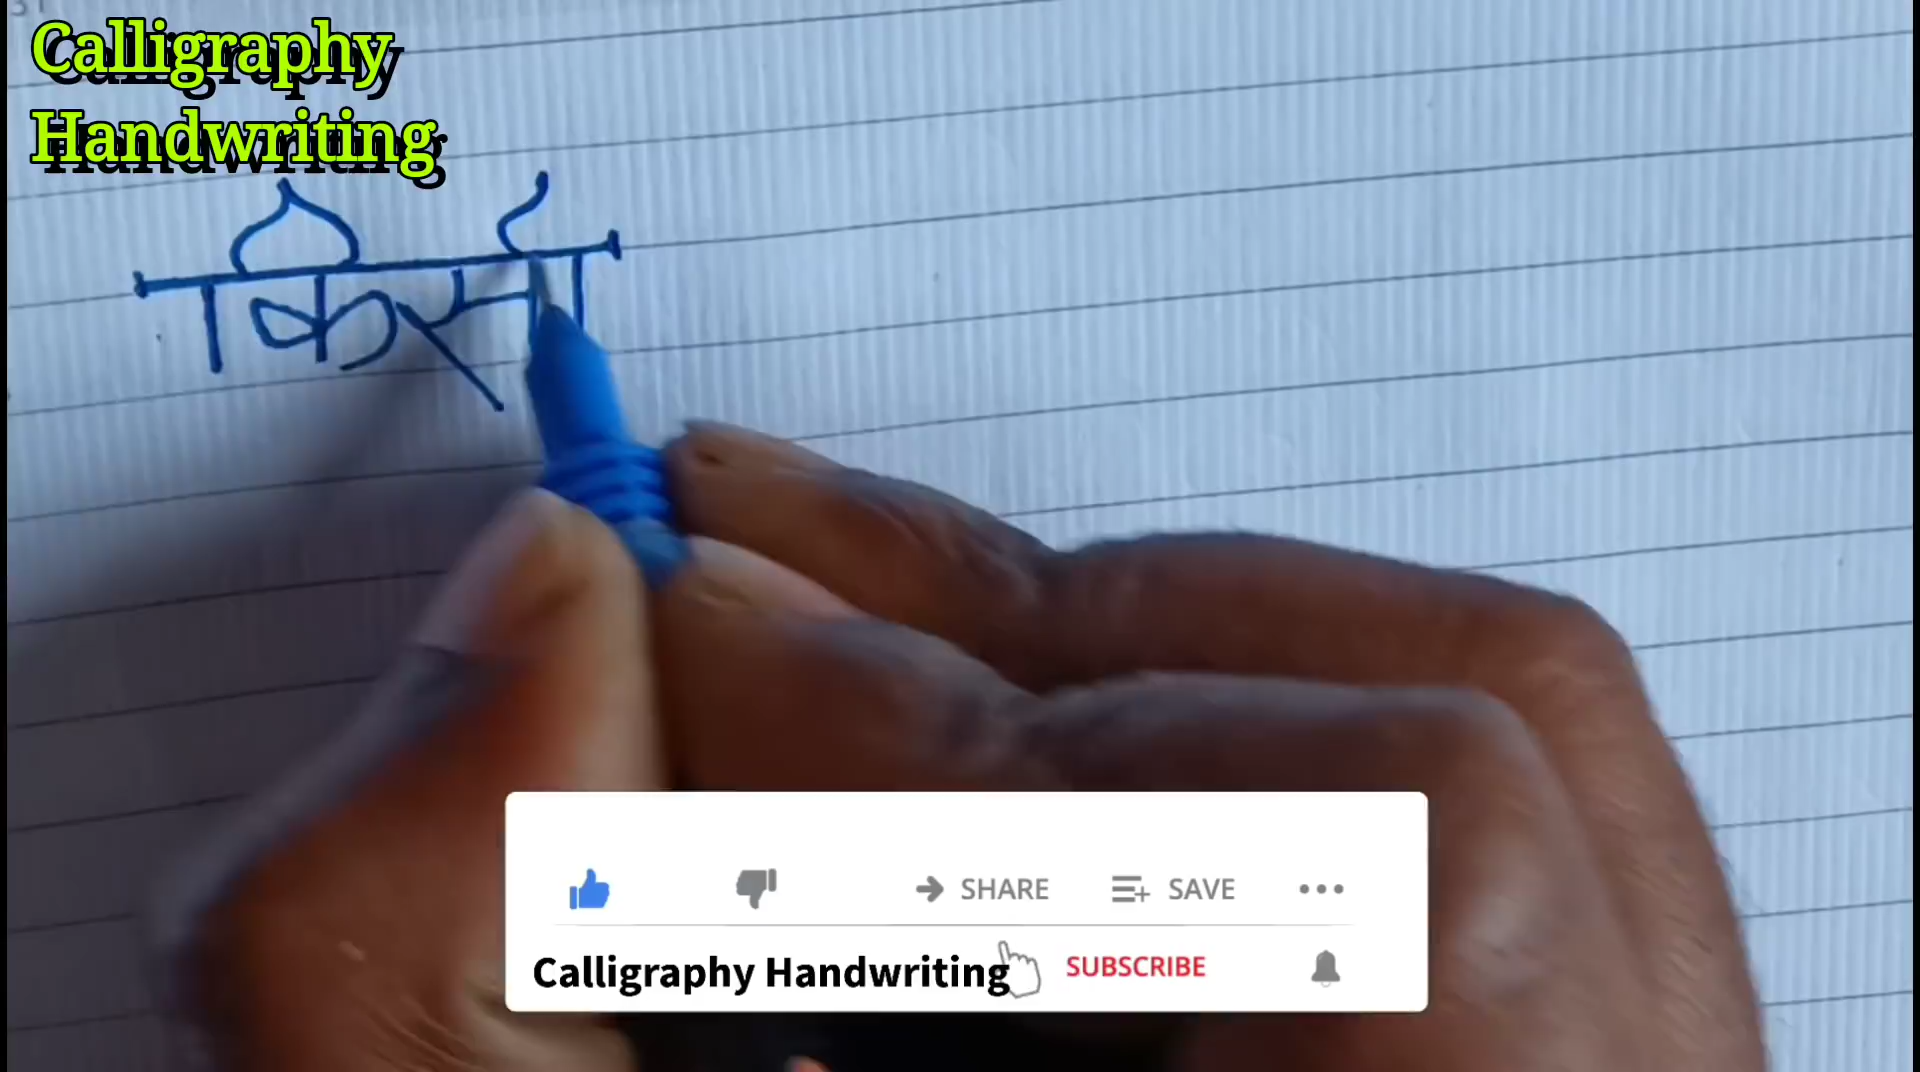 Calligraphy
Handwriting
किसी
SHARE SAVE
Calligraphy Handwriting SUBSCRIBE